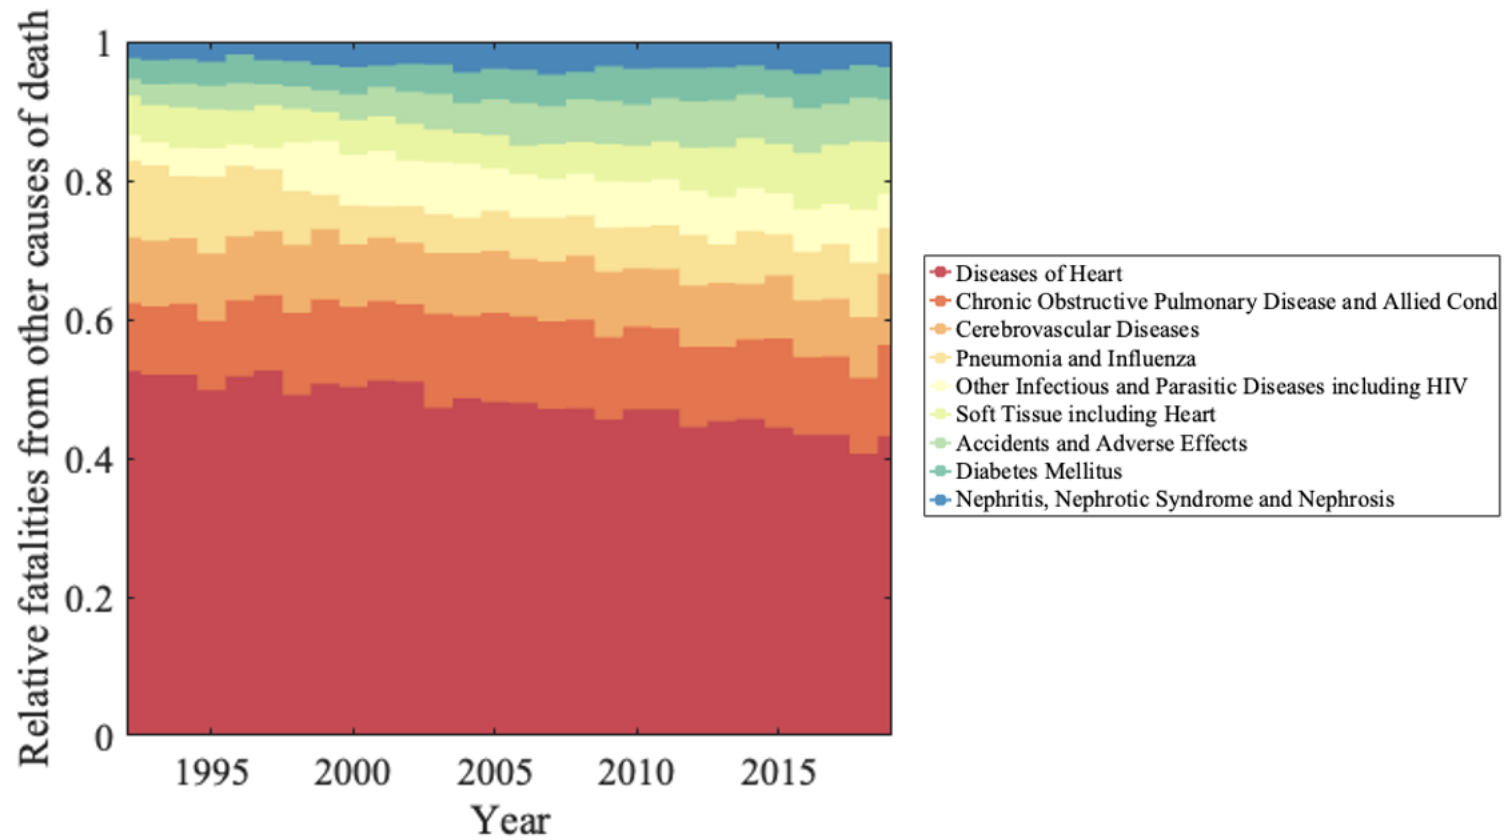 Relative fatalities from other causes of death
1
0.8
0.6
0.4
0.2
0
1995 2000 2005 2010 2015
Year
Diseases of Heart
Chronic Obstructive Pulmonary Disease and Allied Cond
Cerebrovascular Diseases
Pneumonia and Influenza
Other Infectious and Parasitic Diseases including HIV
Soft Tissue including Heart
Accidents and Adverse Effects
Diabetes Mellitus
Nephritis, Nephrotic Syndrome and Nephrosis